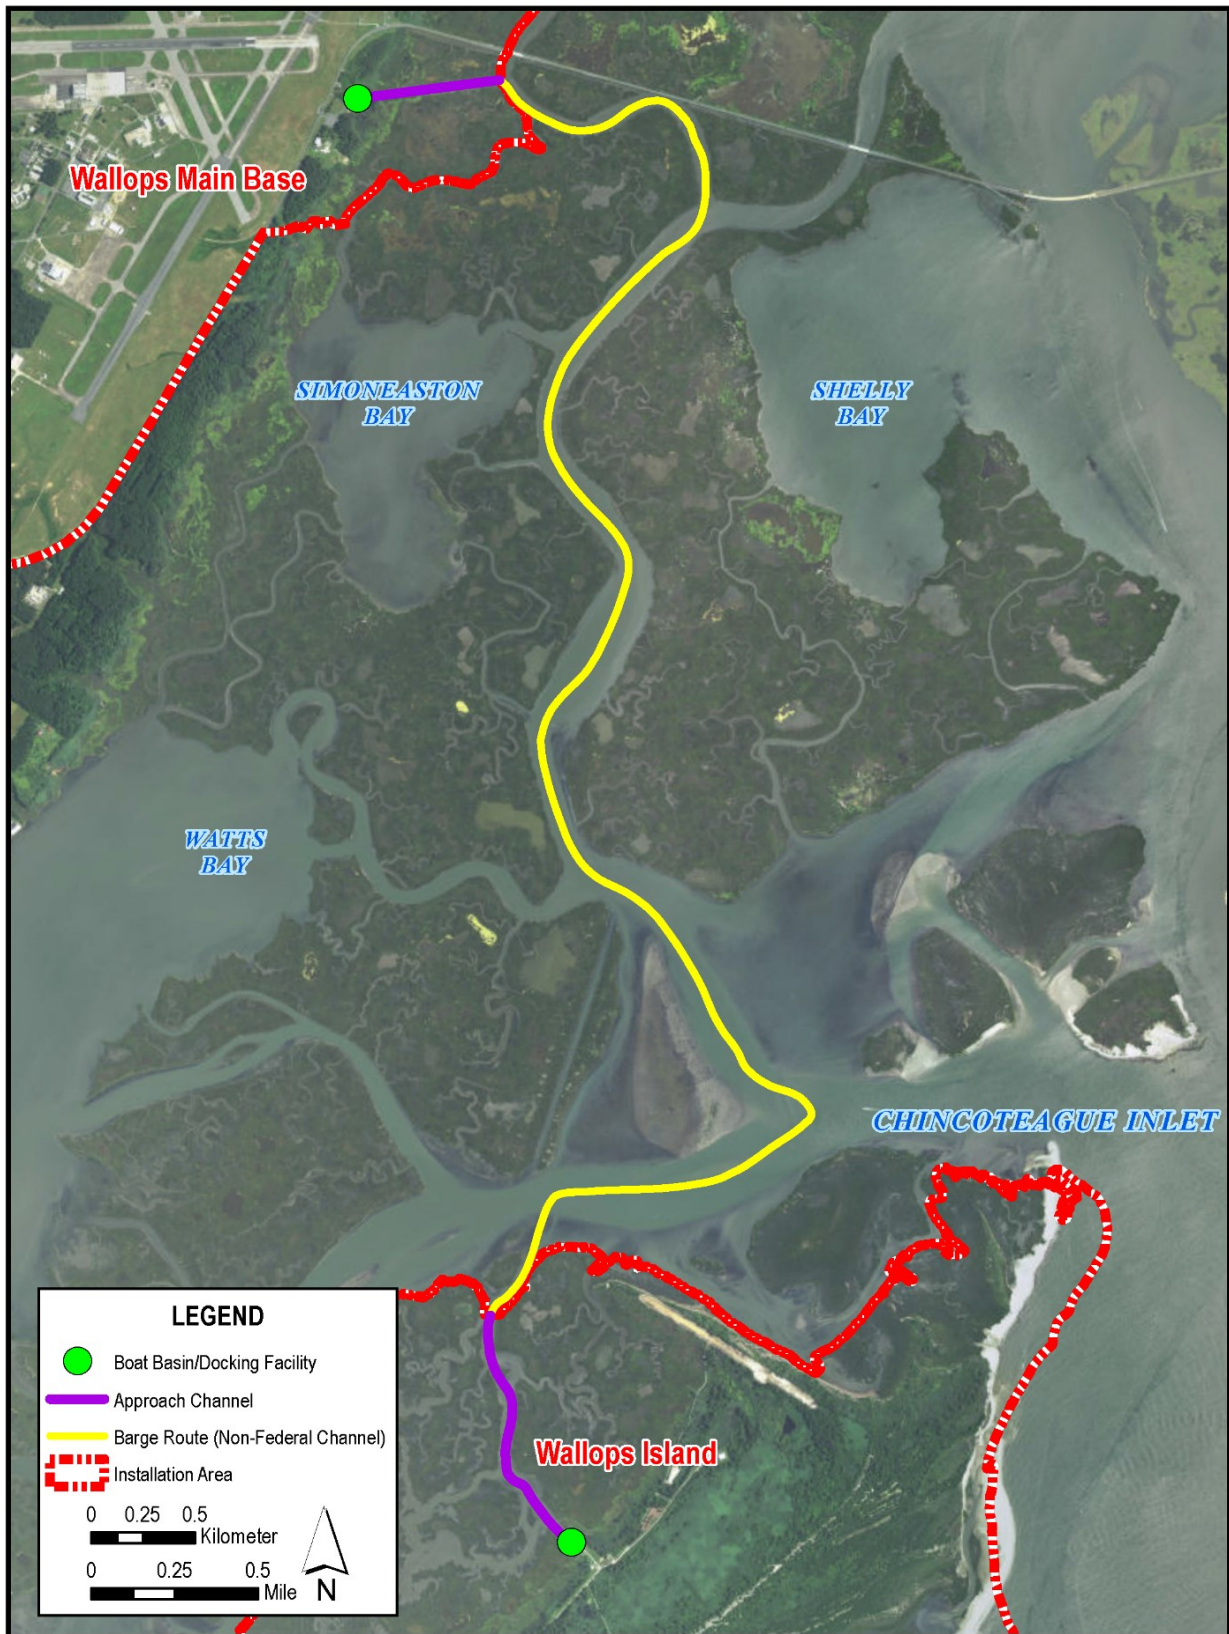 Wallops Main Base
SIMONEASTON
BAY
SHELLY
BAY
WATTS
BAY
CHINCOTEAGUE INLET
Wallops Island
LEGEND
Boat Basin/Docking Facility
Approach Channel
Barge Route (Non-Federal Channel)
Installation Area
0 0.25 0.5
Kilometer
0 0.25 0.5
Mile
N